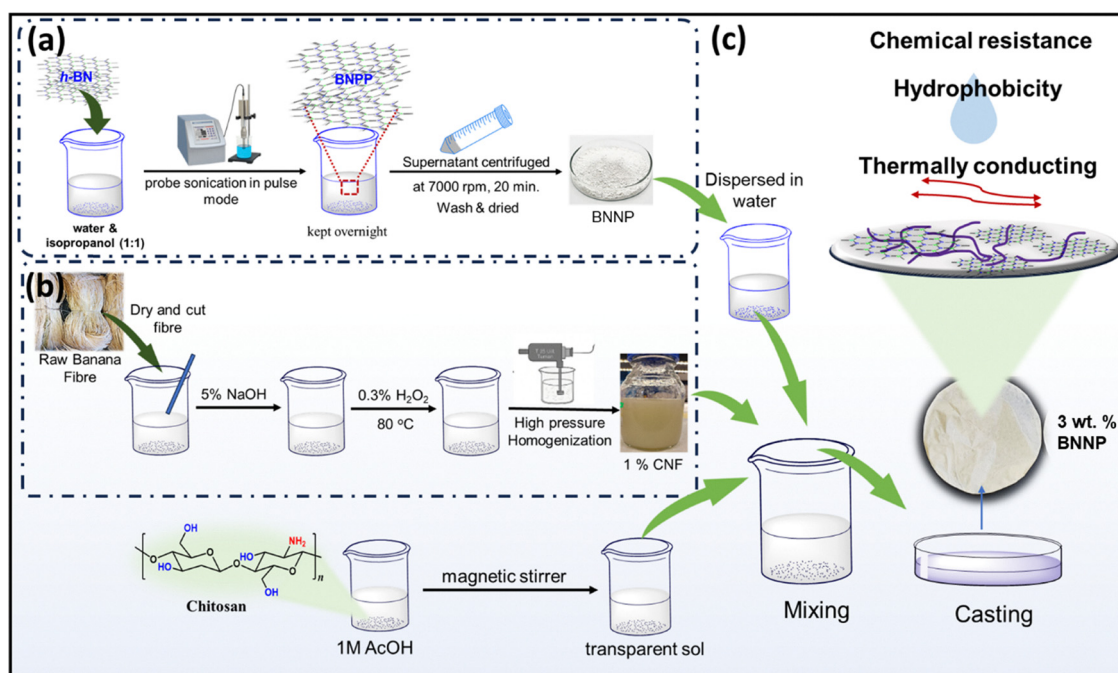 (a)
h-BN
water &
isopropanol (1:1)
probe sonication in pulse
mode
BNPP
kept overnight
Supernatant centrifuged
at 7000 rpm, 20 min.
Wash & dried
BNNP
Dispersed in
water
(b)
Raw Banana
Fibre
Dry and cut
fibre
5% NaOH
0.3% H₂O₂
80 °C
High pressure
Homogenization
1 % CNF
OH
HO
O
O
HO
NH₂
O
O
OH
n
Chitosan
1M AcOH
magnetic stirrer
transparent sol
(c)
Chemical resistance
Hydrophobicity
Thermally conducting
3 wt. %
BNNP
Mixing
Casting